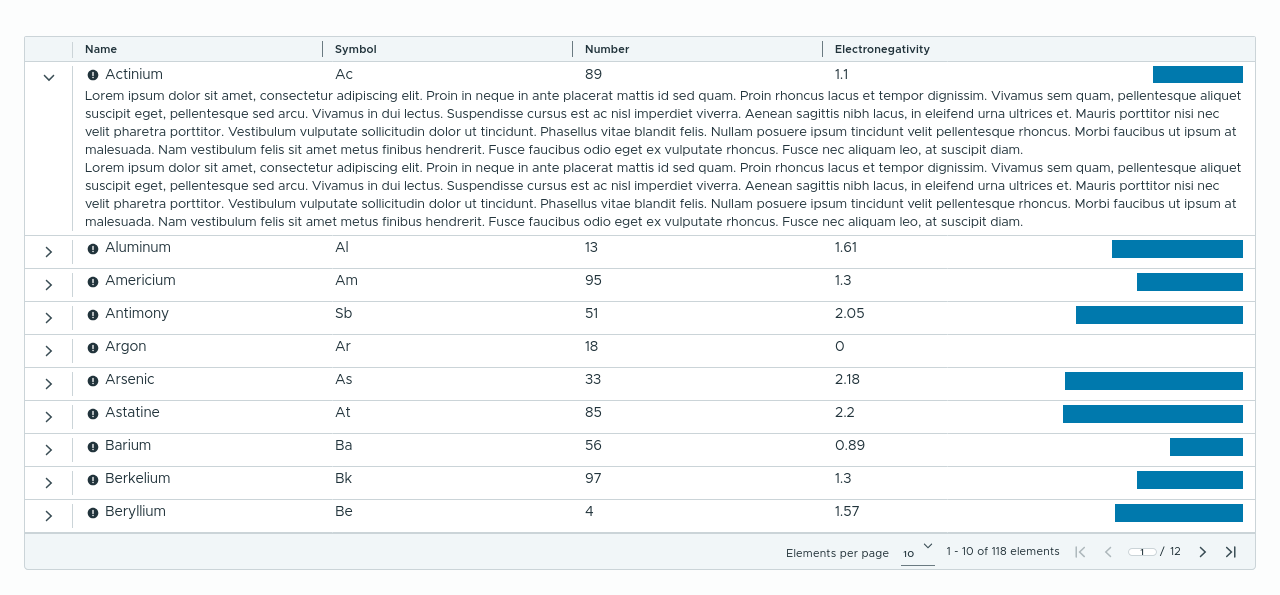 Name Symbol Number Electronegativity
Actinium Ac 89 1.1
Lorem ipsum dolor sit amet, consectetur adipiscing elit. Proin in neque in ante placerat mattis id sed quam. Proin rhoncus lacus et tempor dignissim. Vivamus sem quam, pellentesque aliquet
suscipit eget, pellentesque sed arcu. Vivamus in dui lectus. Suspendisse cursus est ac nisl imperdiet viverra. Aenean sagittis nibh lacus, in eleifend urna ultrices et. Mauris porttitor nisi nec
velit pharetra porttitor. Vestibulum vulputate sollicitudin dolor ut tincidunt. Phasellus vitae blandit felis. Nullam posuere ipsum tincidunt velit pellentesque rhoncus. Morbi faucibus ut ipsum at
malesuada. Nam vestibulum felis sit amet metus finibus hendrerit. Fusce faucibus odio eget ex vulputate rhoncus. Fusce nec aliquam leo, at suscipit diam.
Lorem ipsum dolor sit amet, consectetur adipiscing elit. Proin in neque in ante placerat mattis id sed quam. Proin rhoncus lacus et tempor dignissim. Vivamus sem quam, pellentesque aliquet
suscipit eget, pellentesque sed arcu. Vivamus in dui lectus. Suspendisse cursus est ac nisl imperdiet viverra. Aenean sagittis nibh lacus, in eleifend urna ultrices et. Mauris porttitor nisi nec
velit pharetra porttitor. Vestibulum vulputate sollicitudin dolor ut tincidunt. Phasellus vitae blandit felis. Nullam posuere ipsum tincidunt velit pellentesque rhoncus. Morbi faucibus ut ipsum at
malesuada. Nam vestibulum felis sit amet metus finibus hendrerit. Fusce faucibus odio eget ex vulputate rhoncus. Fusce nec aliquam leo, at suscipit diam.
Aluminum Al 13 1.61
Americium Am 95 1.3
Antimony Sb 51 2.05
Argon Ar 18 0
Arsenic As 33 2.18
Astatine At 85 2.2
Barium Ba 56 0.89
Berkelium Bk 97 1.3
Beryllium Be 4 1.57
Elements per page 10 1 - 10 of 118 elements 1 / 12